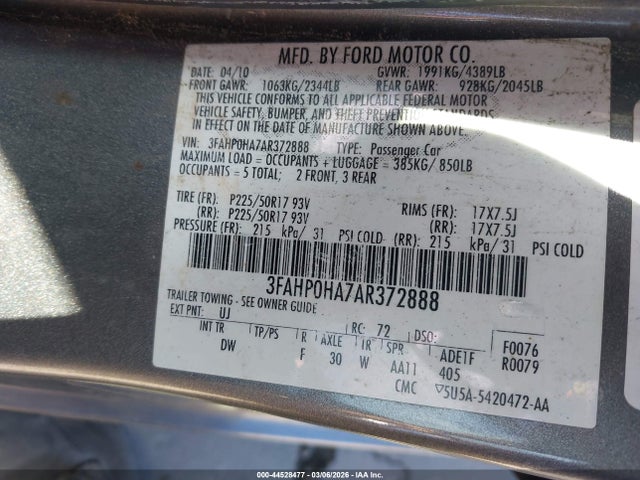 MFD. BY FORD MOTOR CO.
DATE: 04/10 GVWR: 1991KG/4389LB
FRONT GAWR: 1063KG/2344LB REAR GAWR: 928KG/2045LB
THIS VEHICLE CONFORMS TO ALL APPLICABLE FEDERAL MOTOR
VEHICLE SAFETY, BUMPER, AND THEFT PREVENTION STANDARDS
IN EFFECT ON THE DATE OF MANUFACTURE SHOWN ABOVE.
VIN: 3FAHP0HA7AR372888 TYPE: Passenger Car
MAXIMUM LOAD = OCCUPANTS + LUGGAGE = 385KG/ 850LB
OCCUPANTS = 5 TOTAL; 2 FRONT, 3 REAR
TIRE (FR): P225/50R17 93V RIMS (FR): 17X7.5J
(RR): P225/50R17 93V (RR): 17X7.5J
PRESSURE (FR): 215 kPa/ 31 PSI COLD (RR): 215 kPa/ 31 PSI COLD
3FAHP0HA7AR372888
TRAILER TOWING - SEE OWNER GUIDE
EXT PNT: UJ RC: 72 DSO: F0076
INT TR TP/PS R AXLE TR SPR ADE1F R0079
DW F 30 W AA11 405
CMC ▽5U5A-5420472-AA
000-44528477 - 03/06/2026 - IAAI.CA